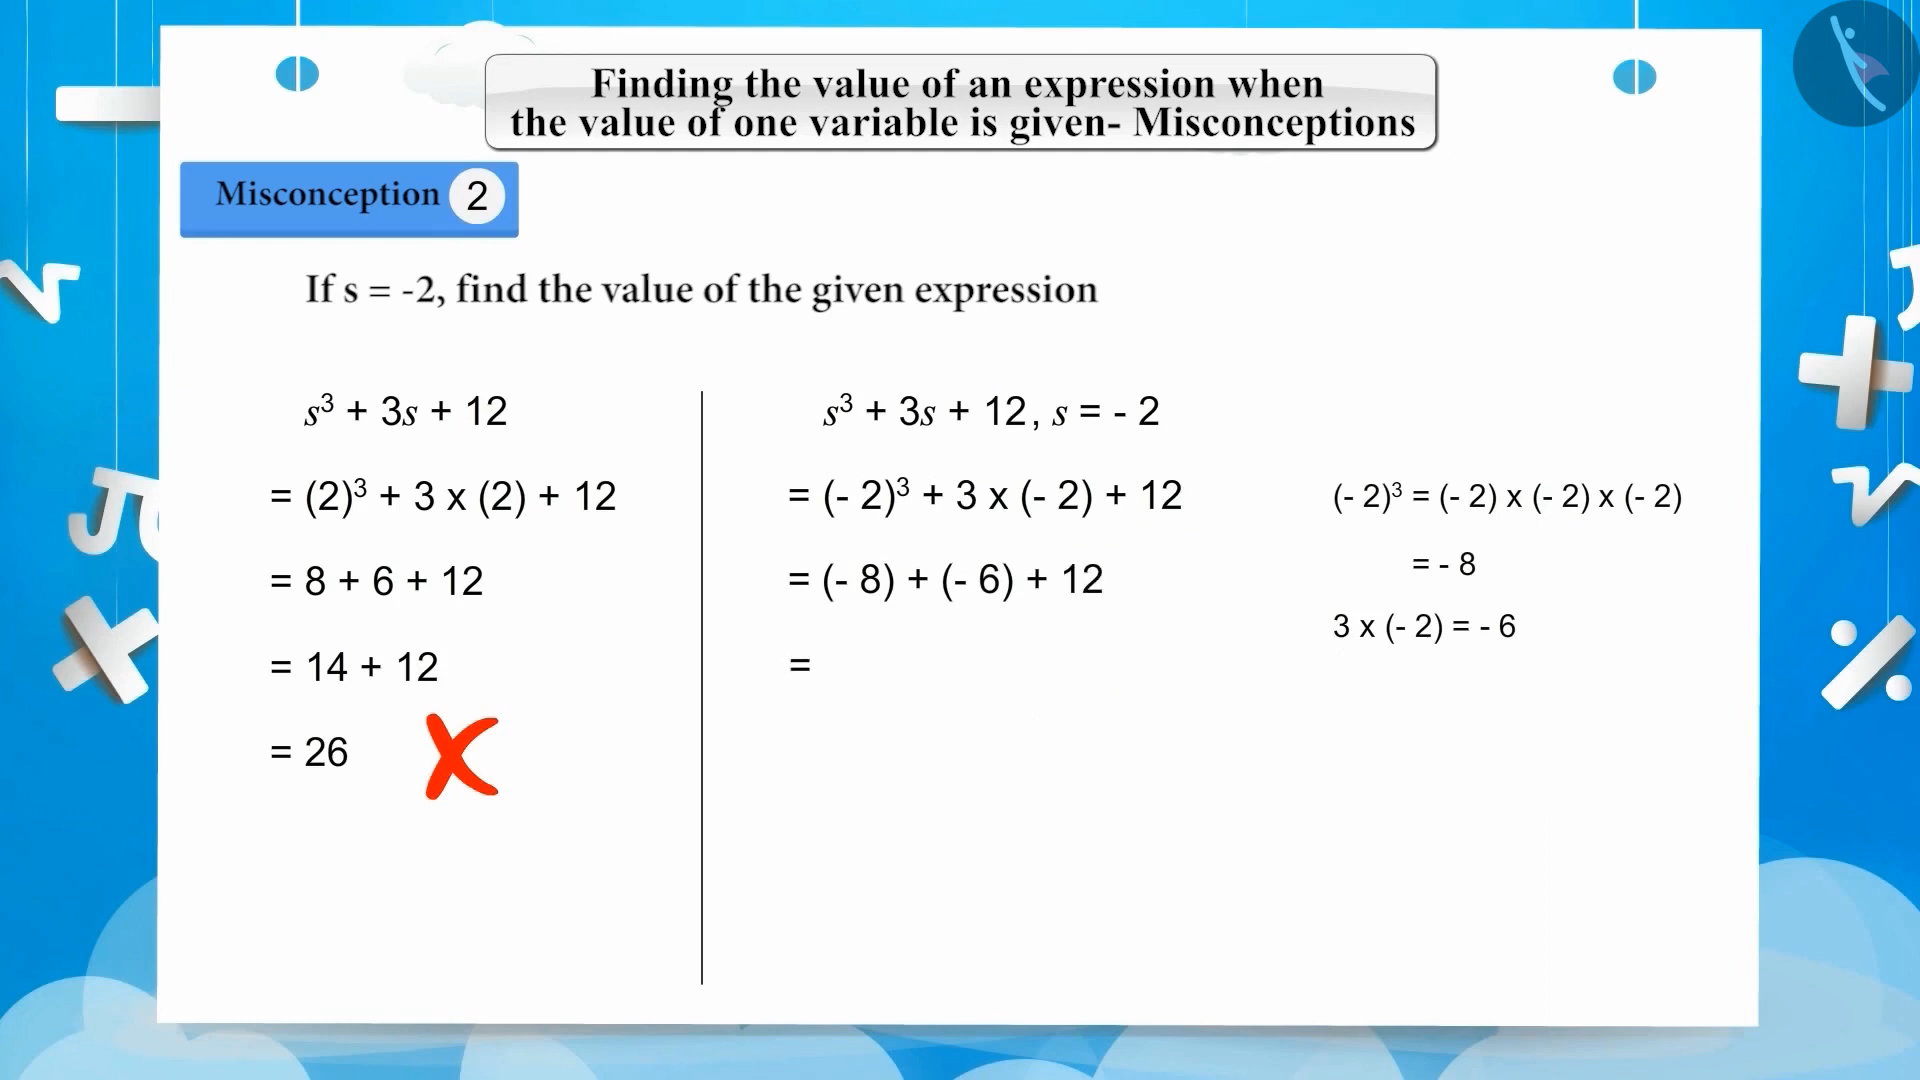 Finding the value of an expression when
the value of one variable is given- Misconceptions
Misconception 2
If s = -2, find the value of the given expression
s³ + 3s + 12
= (2)³ + 3 x (2) + 12
= 8 + 6 + 12
= 14 + 12
= 26
s³ + 3s + 12, s = - 2
= (- 2)³ + 3 x (- 2) + 12
= (- 8) + (- 6) + 12
=
(- 2)³ = (- 2) x (- 2) x (- 2)
= - 8
3 x (- 2) = - 6